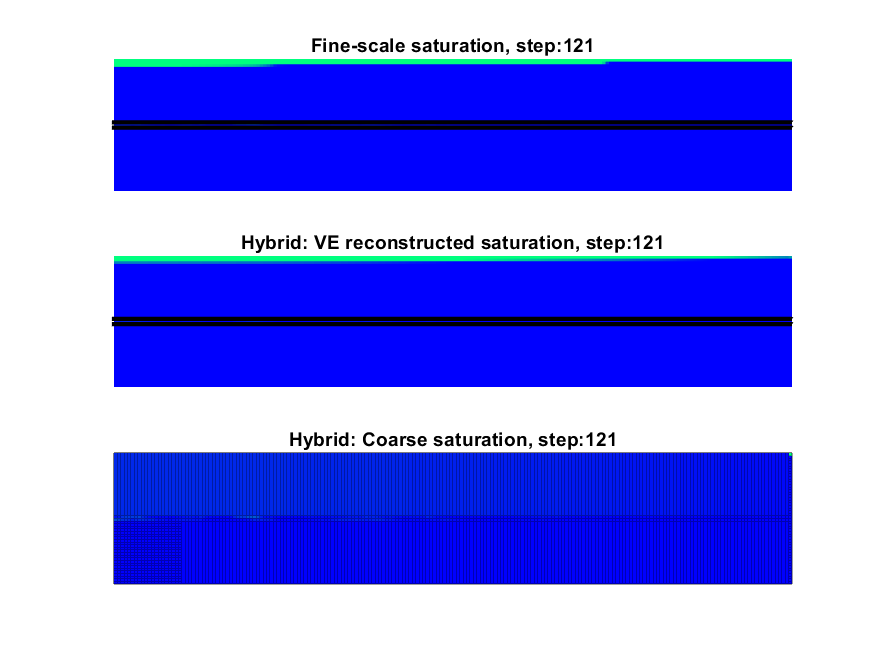 Fine-scale saturation, step:121
Hybrid: VE reconstructed saturation, step:121
Hybrid: Coarse saturation, step:121